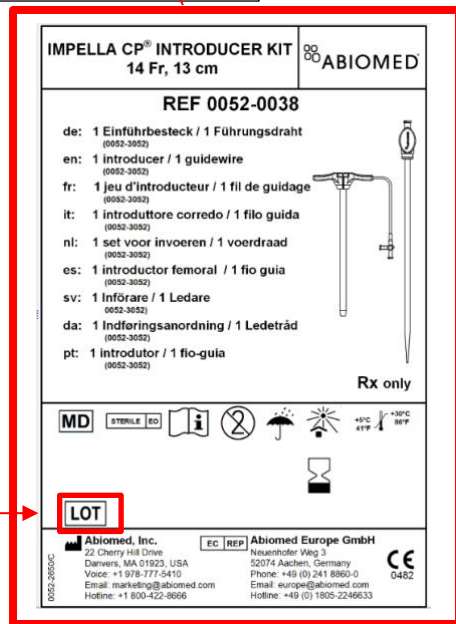 IMPELLA CP® INTRODUCER KIT
14 Fr, 13 cm
ABIOMED
REF 0052-0038
de: 1 Einführbesteck / 1 Führungsdraht
(0052-3052)
en: 1 introducer / 1 guidewire
(0052-3052)
fr: 1 jeu d'introducteur / 1 fil de guidage
(0052-3052)
it: 1 introduttore corredo / 1 filo guida
(0052-3052)
nl: 1 set voor invoeren / 1 voerdraad
(0052-3052)
es: 1 introductor femoral / 1 fio guia
(0052-3052)
sv: 1 Införare / 1 Ledare
0052-3052)
da: 1 Indføringsanordning / 1 Ledetråd
(0052-3052)
pt: 1 introdutor / 1 fio-guia
(0052-3052)
J
Rx only
MD
STERILE EO
i
2
+5°C
41°F
+30°C
86°F
LOT
0052-2650/C
Abiomed, Inc.
22 Cherry Hill Drive
Danvers, MA 01923, USA
Voice: +1 978-777-5410
Email: marketing@abiomed.com
Hotline: +1 800-422-8666
EC REP
Abiomed Europe GmbH
Neuenhofer Weg 3
52074 Aachen, Germany
Phone: +49 (0) 241 8860-0
Email: europe@abiomed.com
Hotline: +49 (0) 1805-2246633
CE
0482